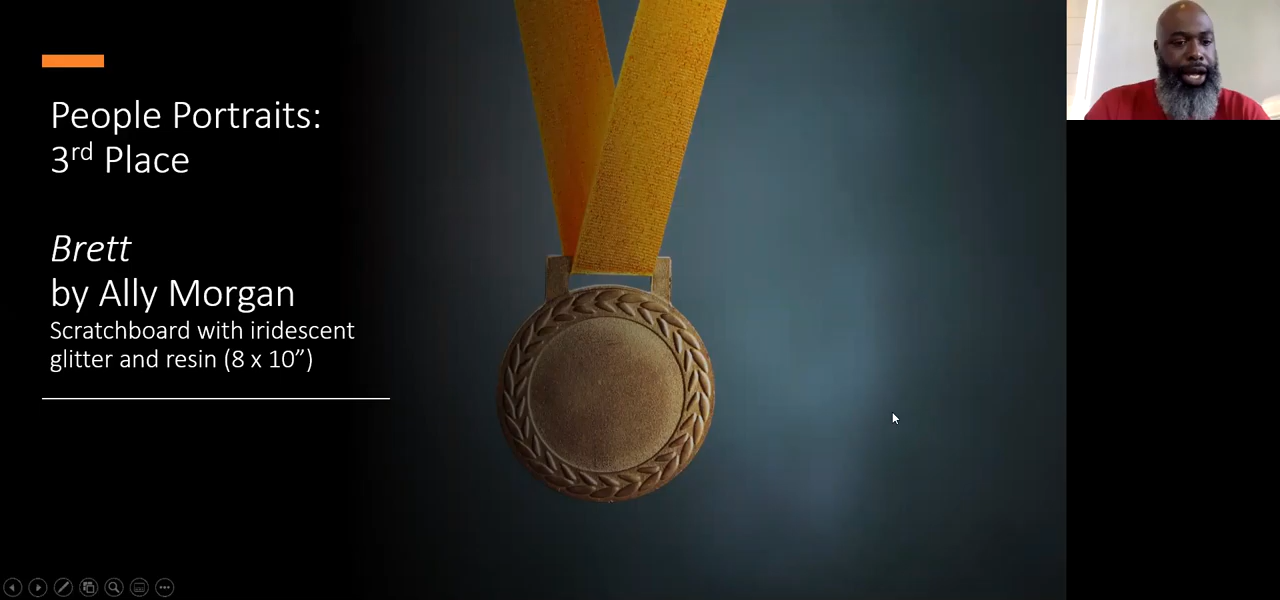 People Portraits:
3rd Place
Brett
by Ally Morgan
Scratchboard with iridescent
glitter and resin (8 x 10”)